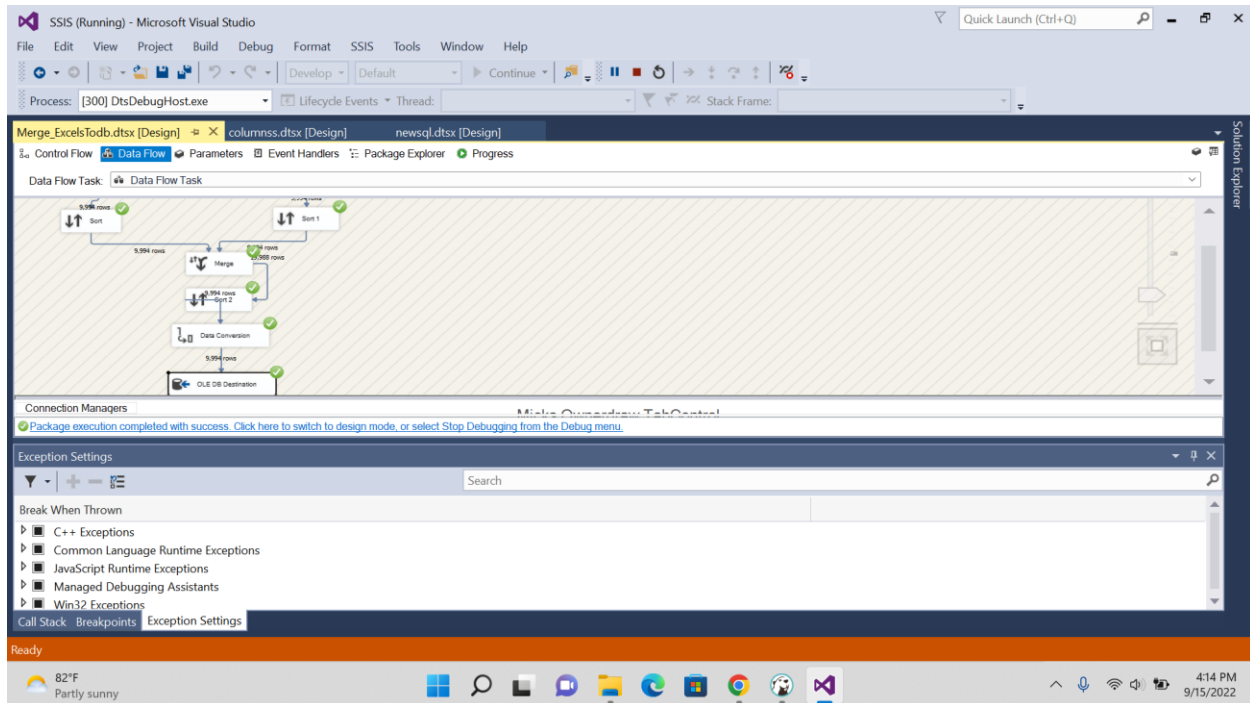 SSIS (Running) - Microsoft Visual Studio
Quick Launch (Ctrl+Q)
File Edit View Project Build Debug Format SSIS Tools Window Help
Develop Default Continue
Process: [300] DtsDebugHost.exe Lifecycle Events Thread: Stack Frame:
Merge_ExcelsTodb.dtsx [Design] columnss.dtsx [Design] newsql.dtsx [Design]
Solution Explorer
Control Flow Data Flow Parameters Event Handlers Package Explorer Progress
Data Flow Task: Data Flow Task
9,994 rows
Sort Sort 1
9,994 rows rows
Merge rows
9,994 rows
Sort 2
Data Conversion
9,994 rows
OLE DB Destination
Connection Managers
Package execution completed with success. Click here to switch to design mode, or select Stop Debugging from the Debug menu.
Exception Settings
Search
Break When Thrown
C++ Exceptions
Common Language Runtime Exceptions
JavaScript Runtime Exceptions
Managed Debugging Assistants
Win32 Exceptions
Call Stack Breakpoints Exception Settings
Ready
82°F
Partly sunny
4:14 PM
9/15/2022